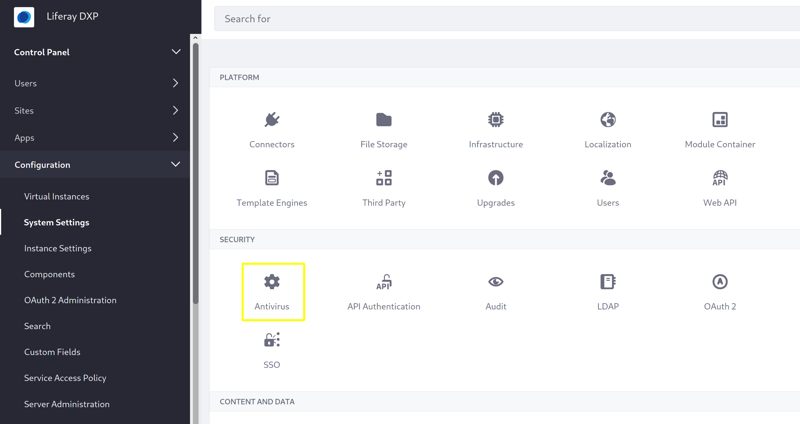 Liferay DXP
Control Panel
Users
Sites
Apps
Configuration
Virtual Instances
System Settings
Instance Settings
Components
OAuth 2 Administration
Search
Custom Fields
Service Access Policy
Server Administration
Search for
PLATFORM
Connectors
File Storage
Infrastructure
Localization
Module Container
Template Engines
Third Party
Upgrades
Users
API
Web API
SECURITY
Antivirus
API
API Authentication
Audit
LDAP
OAuth 2
SSO
CONTENT AND DATA